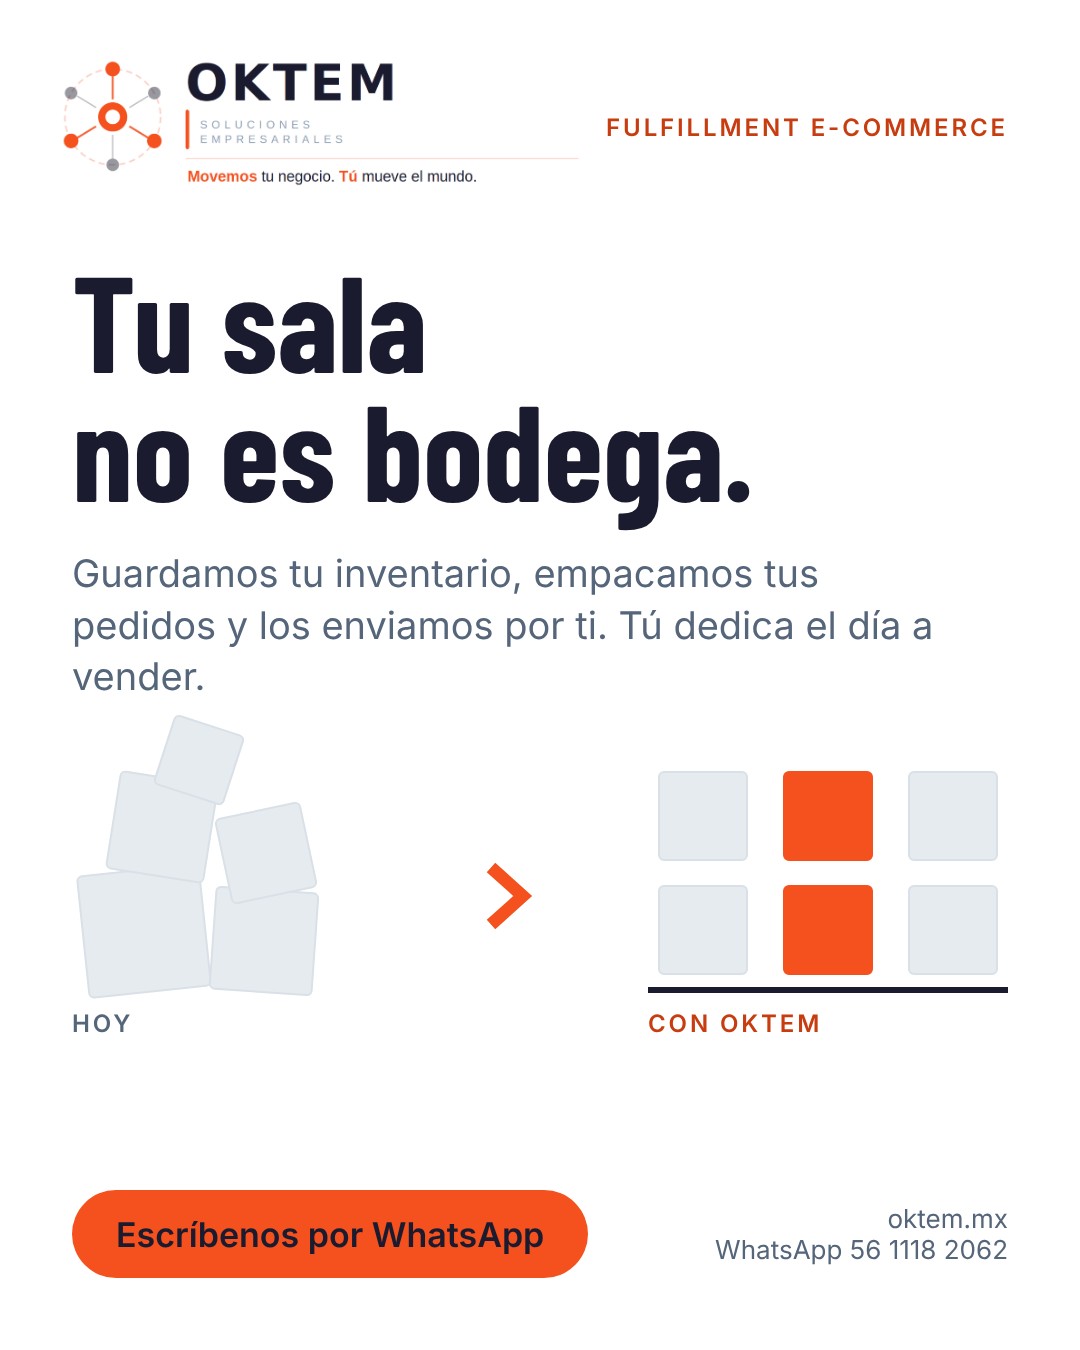 OKTEM
SOLUCIONES
EMPRESARIALES
Movemos tu negocio. Tú mueve el mundo.
FULFILLMENT E-COMMERCE
Tu sala
no es bodega.
Guardamos tu inventario, empacamos tus
pedidos y los enviamos por ti. Tú dedica el día a
vender.
HOY
CON OKTEM
Escríbenos por WhatsApp
oktem.mx
WhatsApp 56 1118 2062